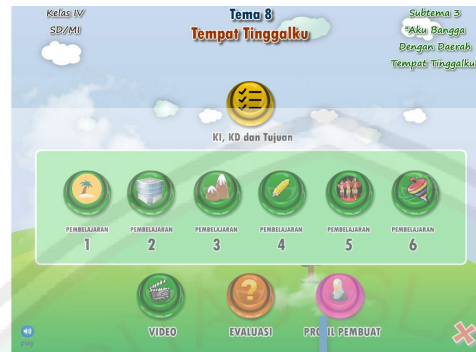 Kelas IV
SD/MI
Tema 8
Tempat Tinggalku
Subtema 3
"Aku Bangga
Dengan Daerah
Tempat Tinggalku
KI, KD dan Tujuan
PEMBELAJARAN
1
PEMBELAJARAN
2
PEMBELAJARAN
3
PEMBELAJARAN
4
PEMBELAJARAN
5
PEMBELAJARAN
6
VIDEO
EVALUASI
PROFIL PEMBUAT
play